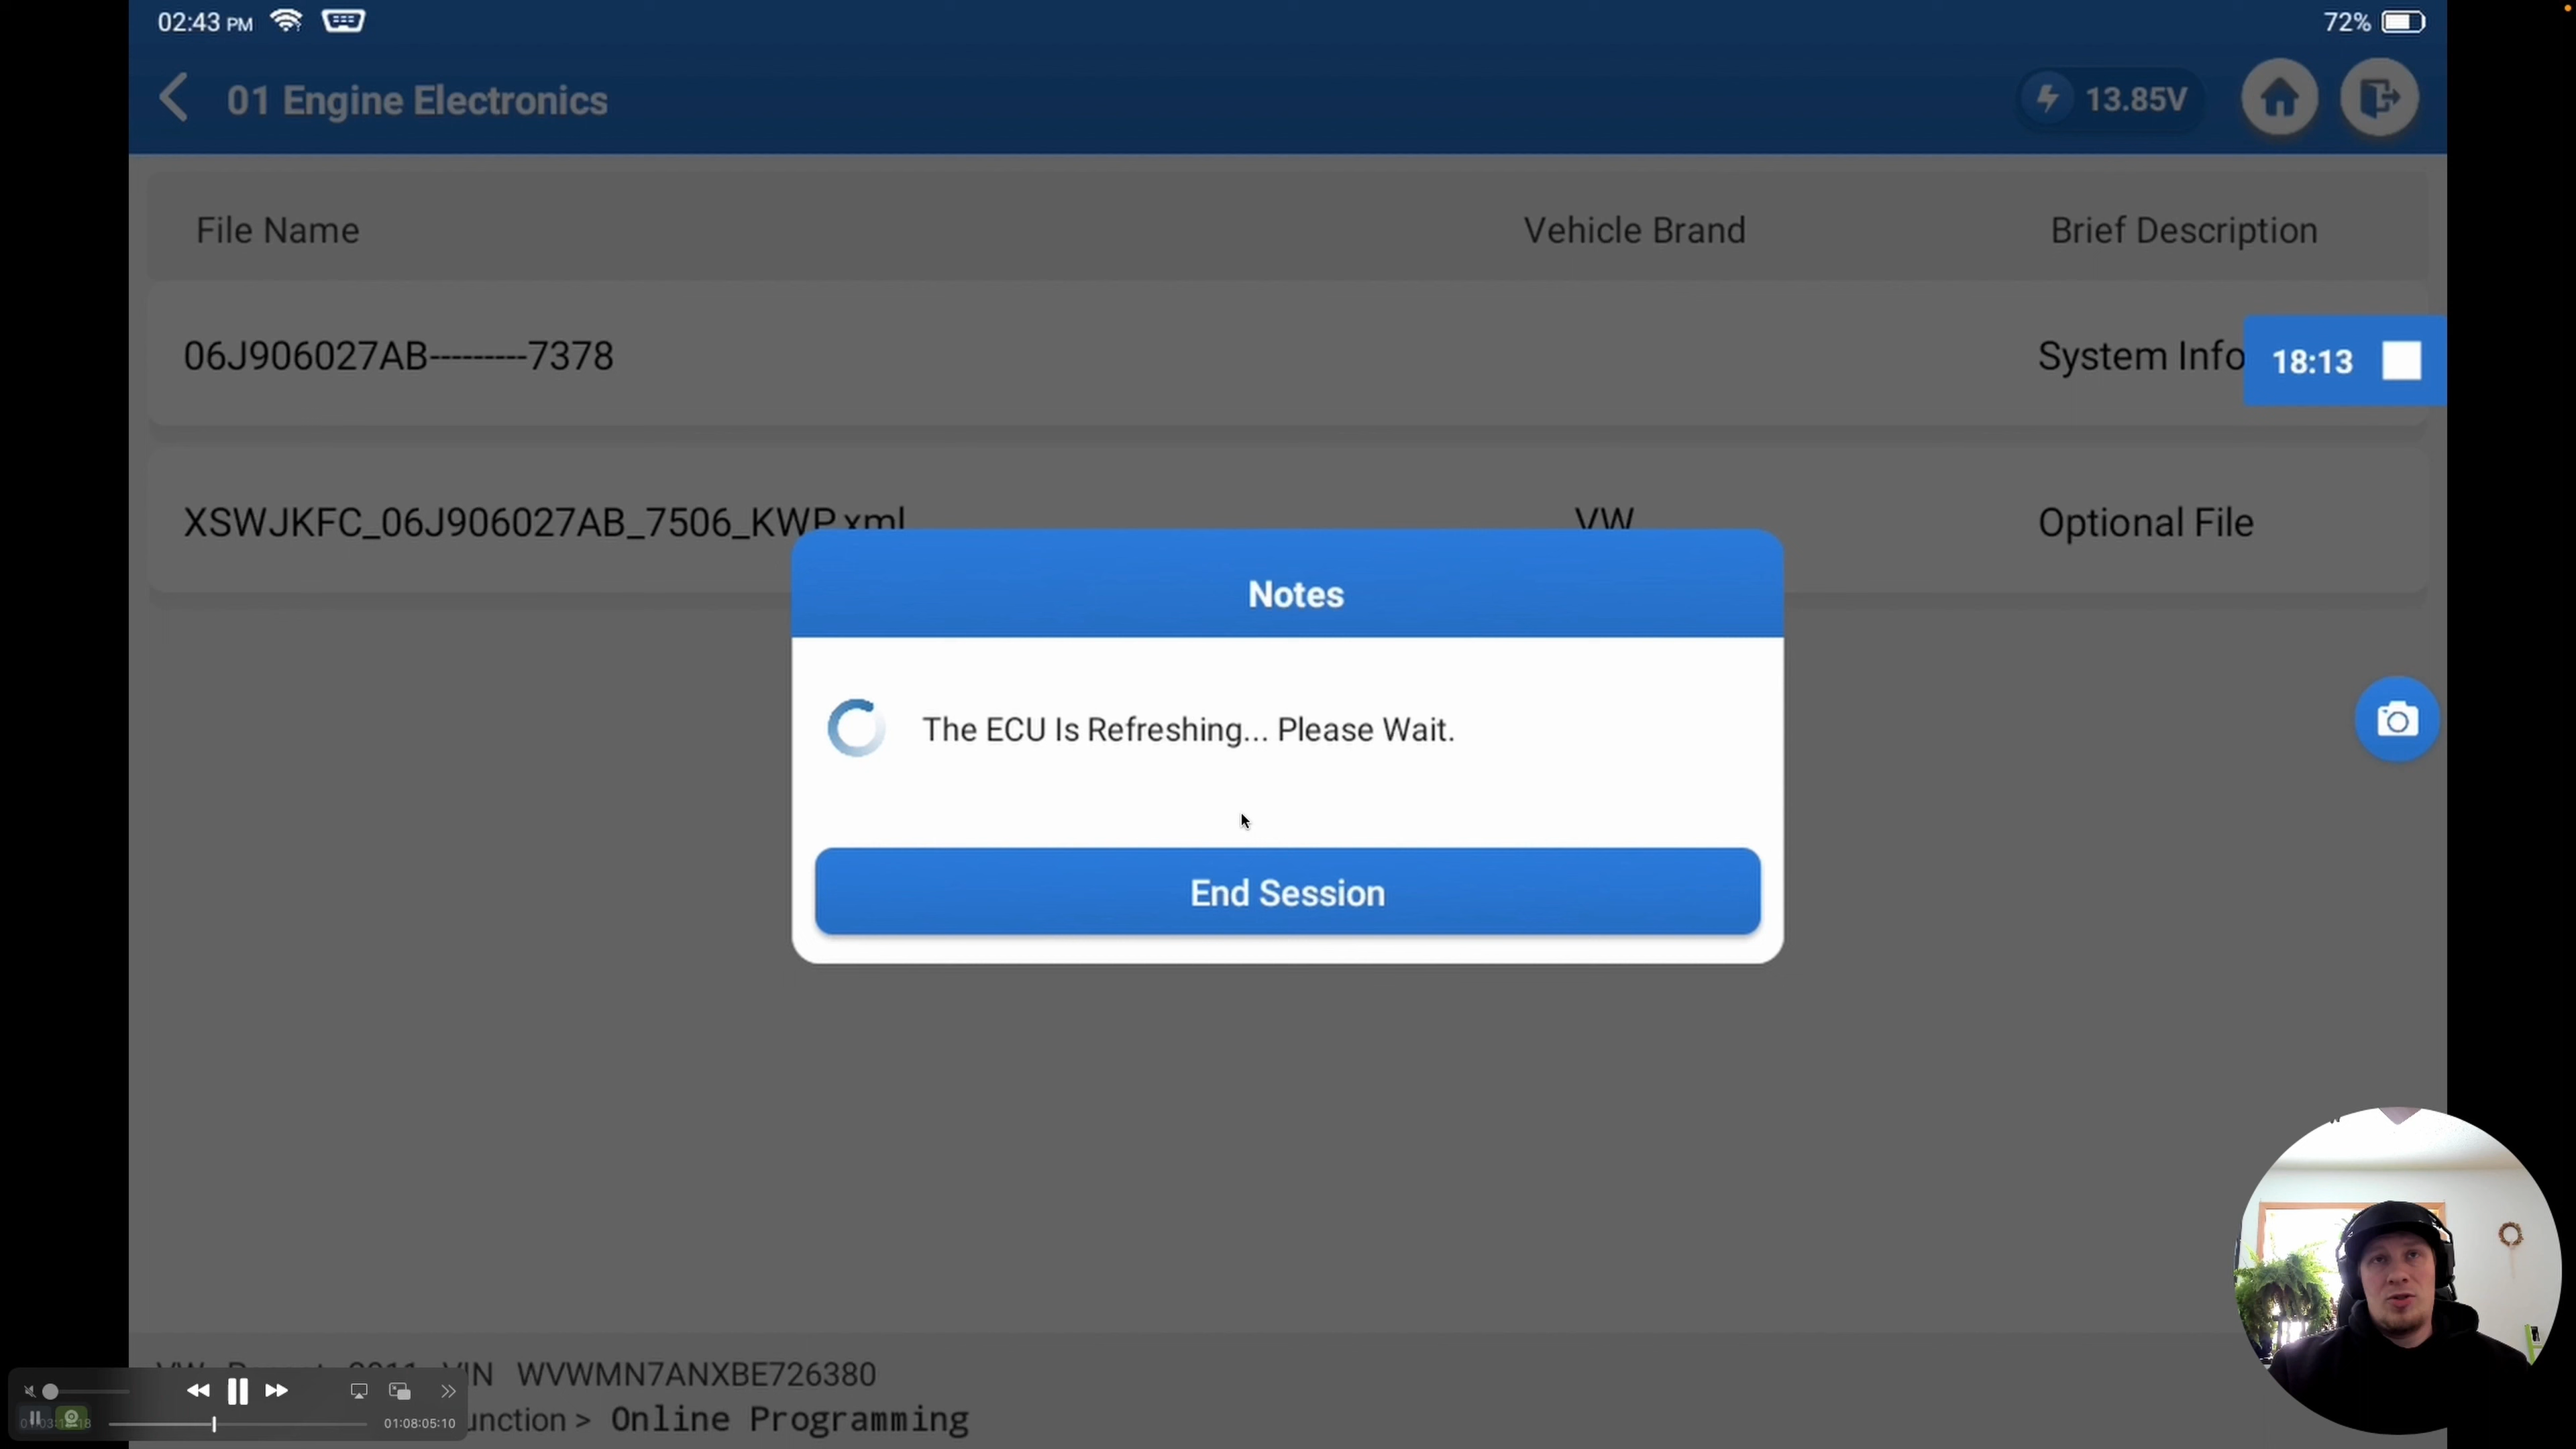 02:43 PM
72%
01 Engine Electronics
13.85V
File Name
Vehicle Brand
Brief Description
06J906027AB---------7378
System Info
18:13
XSWJKFC_06J906027AB_7506_KWP.xml
VW
Optional File
Notes
The ECU Is Refreshing... Please Wait.
End Session
VIN WVWMN7ANXBE726380
01:08:05:10
unction > Online Programming